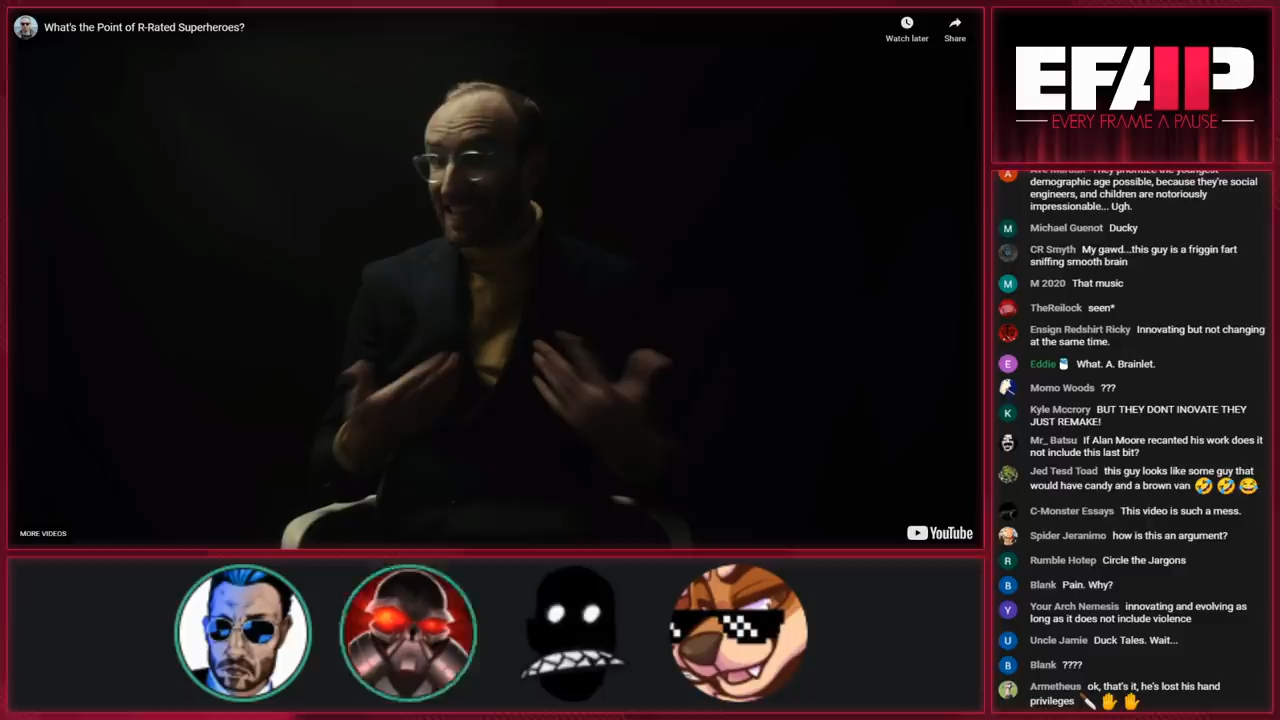 What's the Point of R-Rated Superheroes?
Watch later
Share
MORE VIDEOS
YouTube
EFAP
EVERY FRAME A PAUSE
demographic age possible, because they're social
engineers, and children are notoriously
impressionable... Ugh.
M Michael Guenot Ducky
CR Smyth My gawd...this guy is a friggin fart
sniffing smooth brain
M M 2020 That music
TheReilock seen*
Ensign Redshirt Ricky Innovating but not changing
at the same time.
E Eddie What. A. Brainlet.
Momo Woods ???
K Kyle Mccrory BUT THEY DONT INOVATE THEY
JUST REMAKE!
Mr_ Batsu If Alan Moore recanted his work does it
not include this last bit?
Jed Tesd Toad this guy looks like some guy that
would have candy and a brown van 🤣 🤣 😂
C-Monster Essays This video is such a mess.
Spider Jeranimo how is this an argument?
R Rumble Hotep Circle the Jargons
B Blank Pain. Why?
Y Your Arch Nemesis innovating and evolving as
long as it does not include violence
U Uncle Jamie Duck Tales. Wait...
B Blank ????
Armetheus ok, that's it, he's lost his hand
privileges 🔪 ✋ ✋